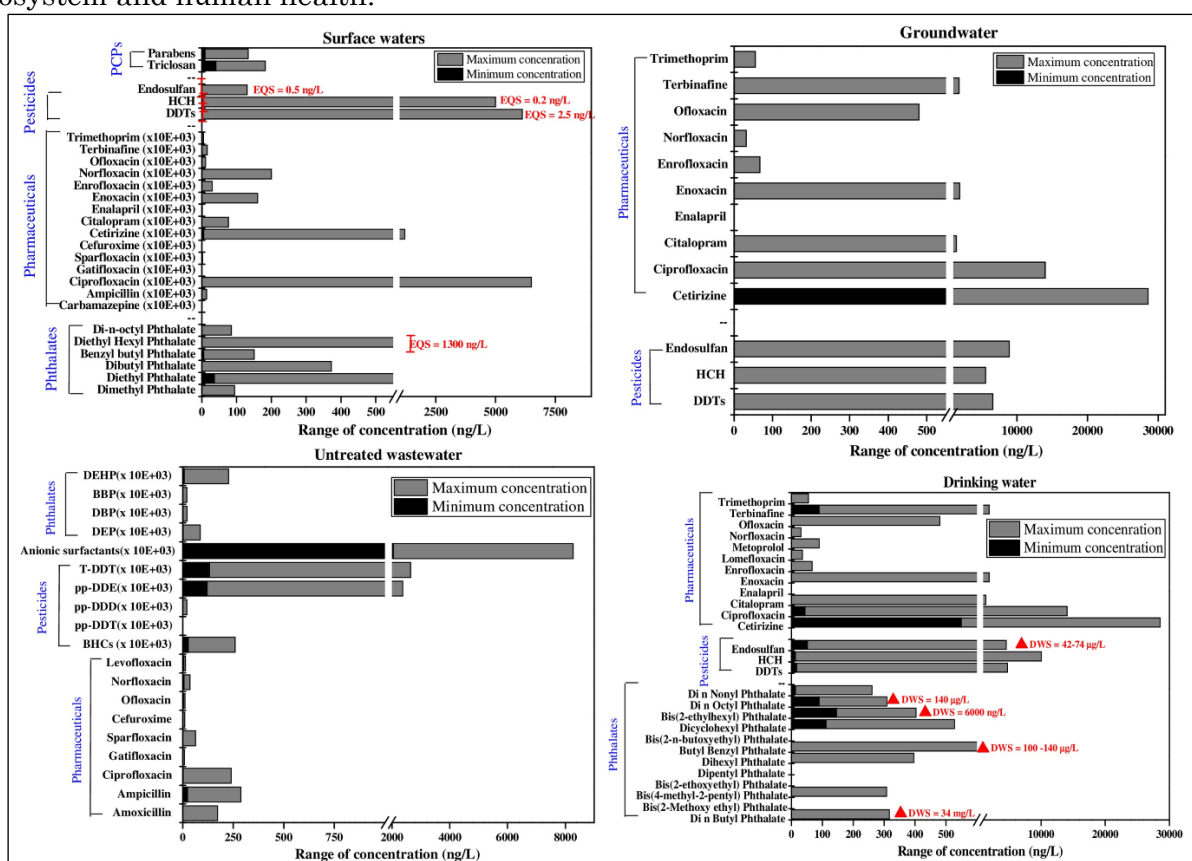 osystem and human health.
Surface waters
Maximum concenration
Minimum concenration
PCPs
Parabens
Triclosan
--
Pesticides
Endosulfan
EQS = 0.5 ng/L
HCH
EQS = 0.2 ng/L
DDTs
EQS = 2.5 ng/L
--
Pharmaceuticals
Trimethoprim (x10E+03)
Terbinafine (x10E+03)
Ofloxacin (x10E+03)
Norfloxacin (x10E+03)
Enrofloxacin (x10E+03)
Enoxacin (x10E+03)
Enalapril (x10E+03)
Citalopram (x10E+03)
Cetirizine (x10E+03)
Cefuroxime (x10E+03)
Sparfloxacin (x10E+03)
Gatifloxacin (x10E+03)
Ciprofloxacin (x10E+03)
Ampicillin (x10E+03)
Carbamazepine (x10E+03)
--
Phthalates
Di-n-octyl Phthalate
Diethyl Hexyl Phthalate
EQS = 1300 ng/L
Benzyl butyl Phthalate
Dibutyl Phthalate
Diethyl Phthalate
Dimethyl Phthalate
0 100 200 300 400 500 2500 5000 7500
Range of concentration (ng/L)
Groundwater
Maximum concenration
Minimum concenration
Pharmaceuticals
Trimethoprim
Terbinafine
Ofloxacin
Norfloxacin
Enrofloxacin
Enoxacin
Enalapril
Citalopram
Ciprofloxacin
Cetirizine
--
Pesticides
Endosulfan
HCH
DDTs
0 100 200 300 400 500 10000 20000 30000
Range of concentration (ng/L)
Untreated wastewater
Maximum concentration
Minimum concentration
Phthalates
DEHP(x 10E+03)
BBP(x 10E+03)
DBP(x 10E+03)
DEP(x 10E+03)
Anionic surfactants(x 10E+03)
Pesticides
T-DDT(x 10E+03)
pp-DDE(x 10E+03)
pp-DDD(x 10E+03)
pp-DDT(x 10E+03)
BHCs (x 10E+03)
Pharmaceuticals
Levofloxacin
Norfloxacin
Ofloxacin
Cefuroxime
Sparfloxacin
Gatifloxacin
Ciprofloxacin
Ampicillin
Amoxicillin
0 250 500 750 2000 4000 6000 8000
Range of concentration (ng/L)
Drinking water
Maximum concentration
Minimum concentration
Pharmaceuticals
Trimethoprim
Terbinafine
Ofloxacin
Norfloxacin
Metoprolol
Lomefloxacin
Enrofloxacin
Enoxacin
Enalapril
Citalopram
Ciprofloxacin
Cetirizine
Pesticides
Endosulfan
DWS = 42-74 µg/L
HCH
DDTs
--
Phthalates
Di n Nonyl Phthalate
Di n Octyl Phthalate
DWS = 140 µg/L
Bis(2-ethylhexyl) Phthalate
DWS = 6000 ng/L
Dicyclohexyl Phthalate
Bis(2-n-butoxyethyl) Phthalate
Butyl Benzyl Phthalate
DWS = 100 -140 µg/L
Dihexyl Phthalate
Dipentyl Phthalate
Bis(2-ethoxyethyl) Phthalate
Bis(4-methyl-2-pentyl) Phthalate
Bis(2-Methoxy ethyl) Phthalate
Di n Butyl Phthalate
DWS = 34 mg/L
0 100 200 300 400 500 10000 20000 30000
Range of concentration (ng/L)